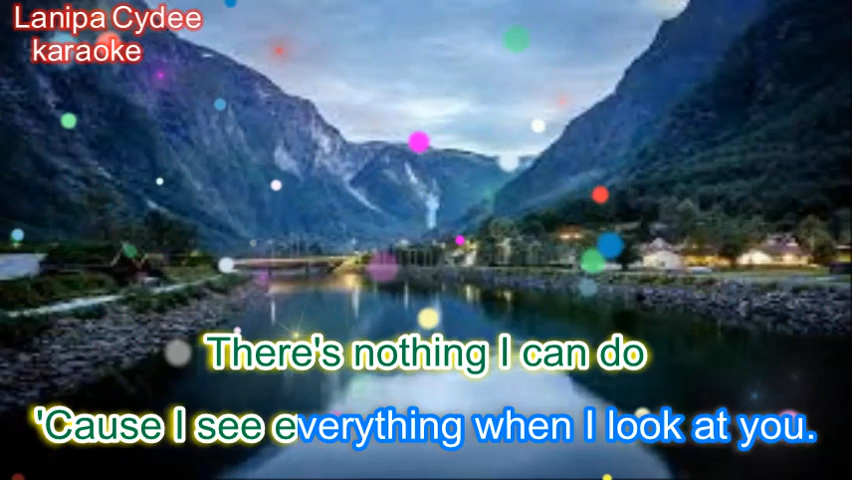 Lanipa Cydee
karaoke
There's nothing I can do
'Cause I see everything when I look at you.